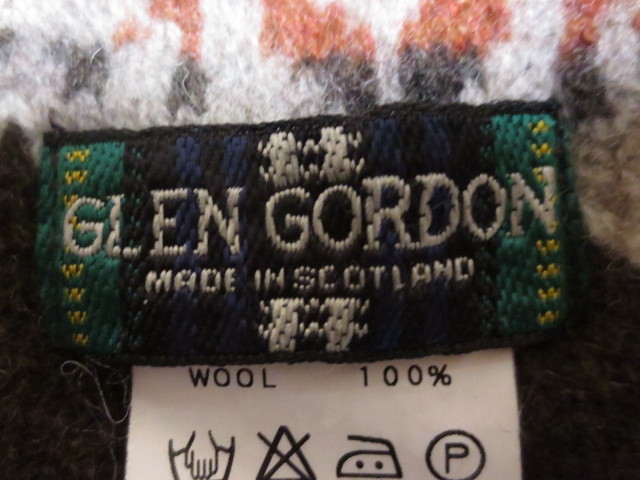 GLEN GORDON
MADE IN SCOTLAND
WOOL 100%
P